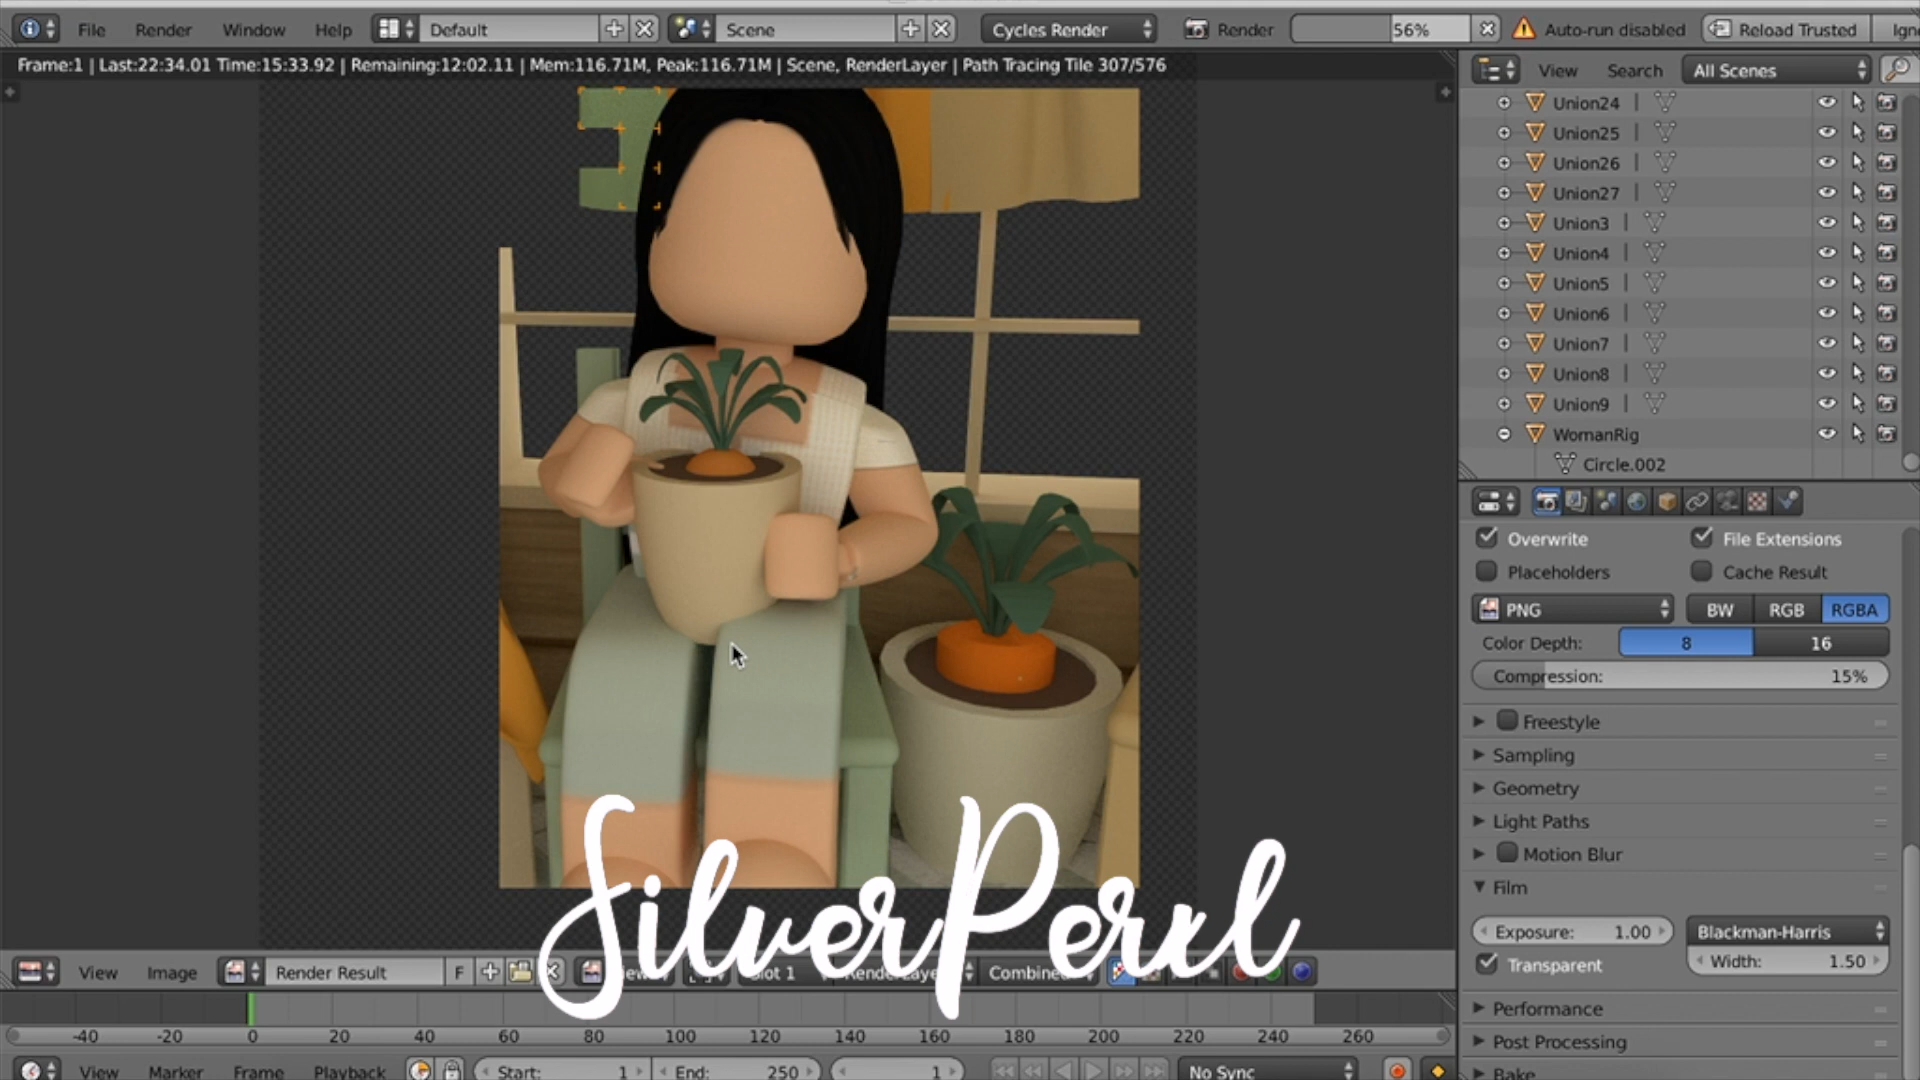 File Render Window Help Default Scene Cycles Render Render 56% Auto-run disabled Reload Trusted
Frame:1 | Last:22:34.01 Time:15:33.92 | Remaining:12:02.11 | Mem:116.71M, Peak:116.71M | Scene, RenderLayer | Path Tracing Tile 307/576
View Search All Scenes
Union24
Union25
Union26
Union27
Union3
Union4
Union5
Union6
Union7
Union8
Union9
WomanRig
Circle.002
Overwrite File Extensions
Placeholders Cache Result
PNG BW RGB RGBA
Color Depth: 8 16
Compression: 15%
Freestyle
Sampling
Geometry
Light Paths
Motion Blur
Film
Exposure: 1.00 Blackman-Harris
Transparent Width: 1.50
Performance
Post Processing
Bake
SilverPerxl
View Image Render Result F Slot 1 Combined
-40 -20 0 20 40 60 80 100 120 140 160 180 200 220 240 260
View Marker Frame Playback Start: 1 End: 250 1 No Sync